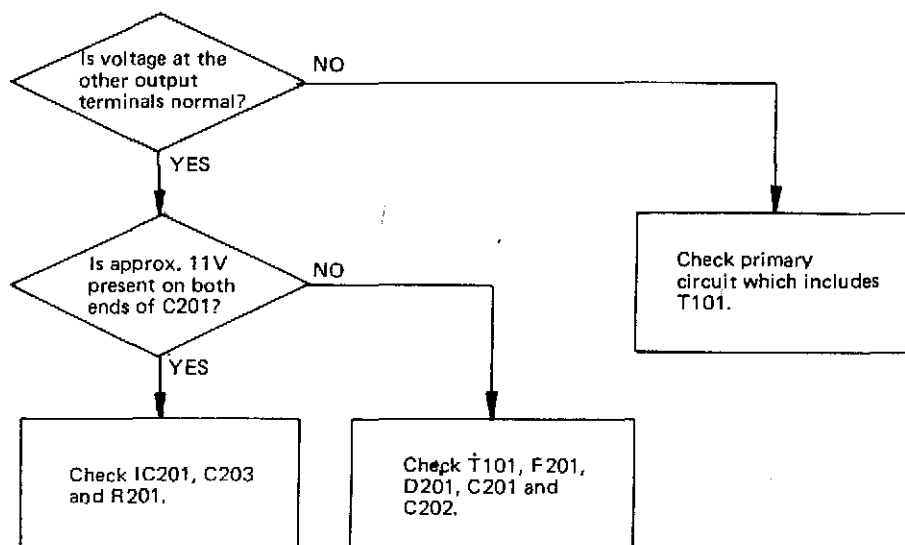 Is voltage at the
other output
terminals normal?
NO
YES
Is approx. 11V
present on both
ends of C201?
NO
YES
Check primary
circuit which includes
T101.
Check IC201, C203
and R201.
Check T101, F201,
D201, C201 and
C202.